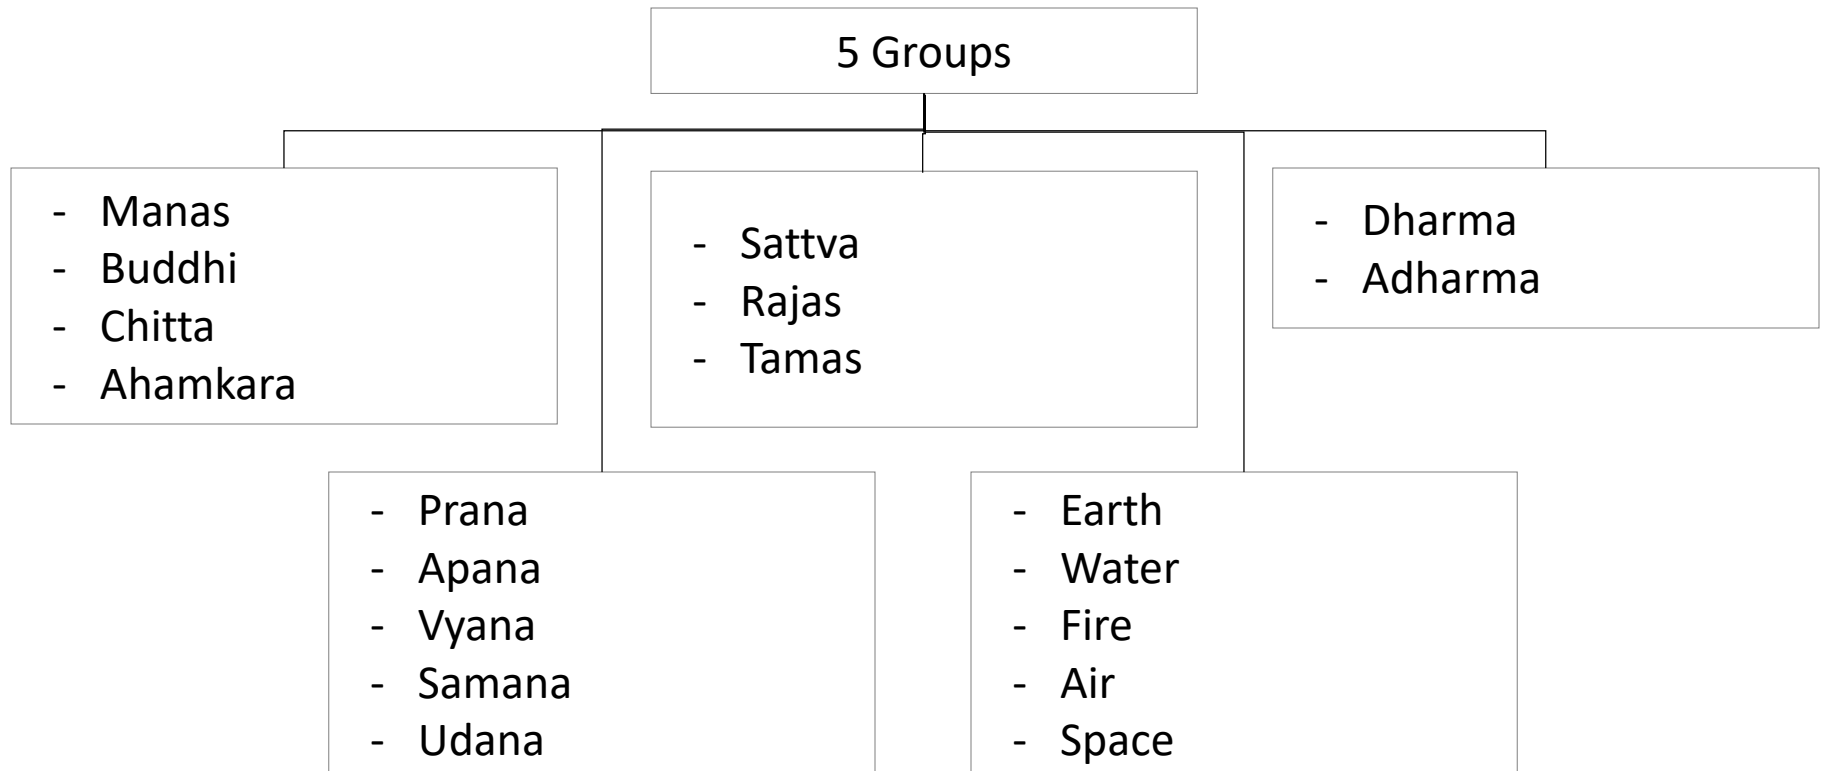 5 Groups
- Manas
- Buddhi
- Chitta
- Ahamkara
- Sattva
- Rajas
- Tamas
- Dharma
- Adharma
- Prana
- Apana
- Vyana
- Samana
- Udana
- Earth
- Water
- Fire
- Air
- Space